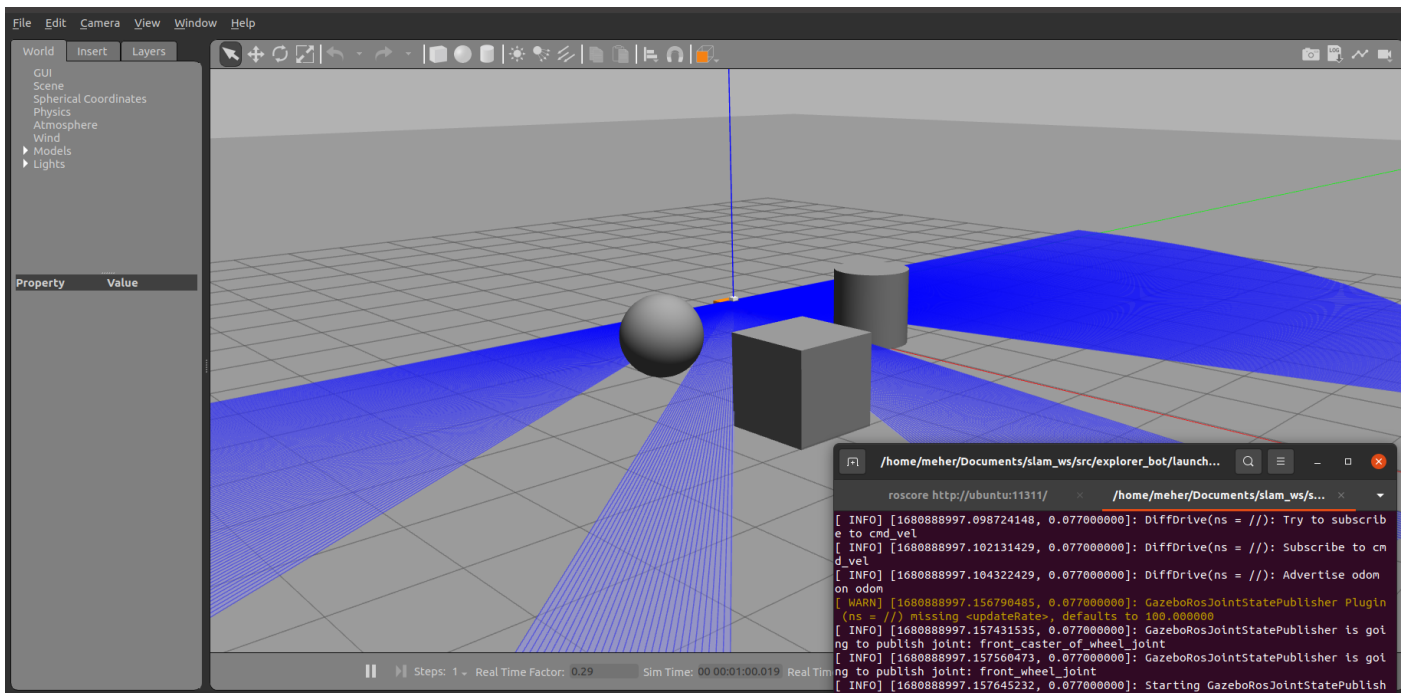 File Edit Camera View Window Help
World Insert Layers
LOG
GUI
Scene
Spherical Coordinates
Physics
Atmosphere
Wind
Models
Lights
Property Value
Steps: 1 Real Time Factor: 0.29 Sim Time: 00 00:01:00.019 Real Tim
/home/meher/Documents/slam_ws/src/explorer_bot/launch...
roscore http://ubuntu:11311/ × /home/meher/Documents/slam_ws/s... ×
[ INFO] [1680888997.098724148, 0.077000000]: DiffDrive(ns = //): Try to subscrib
e to cmd_vel
[ INFO] [1680888997.102131429, 0.077000000]: DiffDrive(ns = //): Subscribe to cm
d_vel
[ INFO] [1680888997.104322429, 0.077000000]: DiffDrive(ns = //): Advertise odom
on odom
[ WARN] [1680888997.156790485, 0.077000000]: GazeboRosJointStatePublisher Plugin
(ns = //) missing <updateRate>, defaults to 100.000000
[ INFO] [1680888997.157431535, 0.077000000]: GazeboRosJointStatePublisher is goi
ng to publish joint: front_caster_of_wheel_joint
[ INFO] [1680888997.157560473, 0.077000000]: GazeboRosJointStatePublisher is goi
ng to publish joint: front_wheel_joint
[ INFO] [1680888997.157645232, 0.077000000]: Starting GazeboRosJointStatePublish